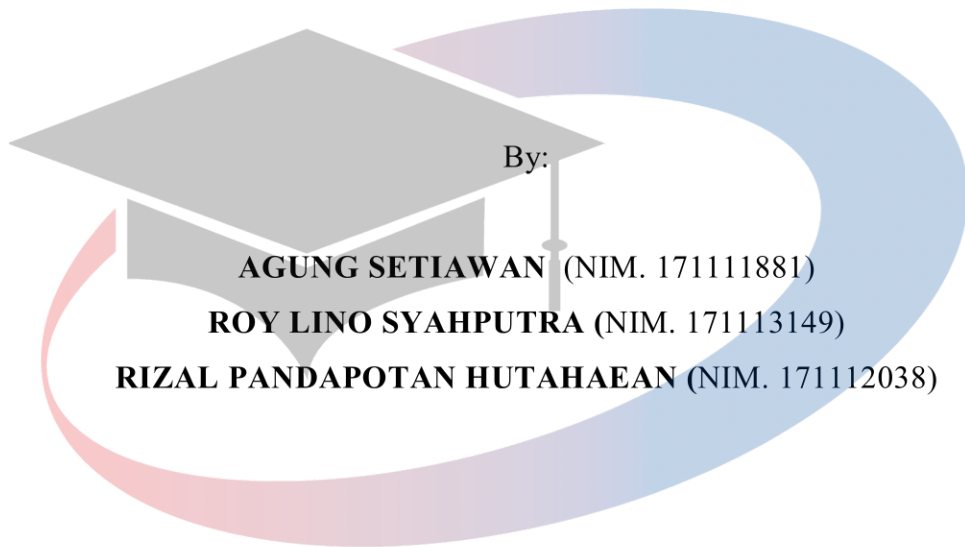 By:
AGUNG SETIAWAN (NIM. 171111881)
ROY LINO SYAHPUTRA (NIM. 171113149)
RIZAL PANDAPOTAN HUTAHAEAN (NIM. 171112038)